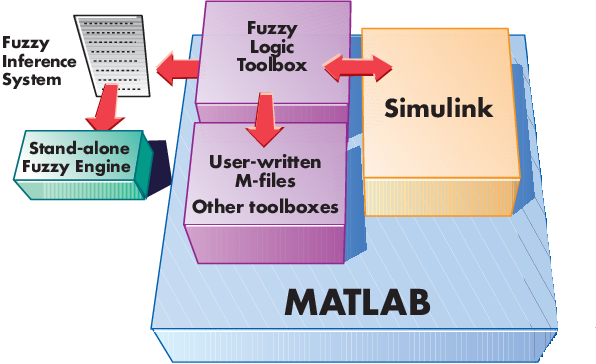 Fuzzy
Inference
System
Fuzzy
Logic
Toolbox
Simulink
Stand-alone
Fuzzy Engine
User-written
M-files
Other toolboxes
MATLAB